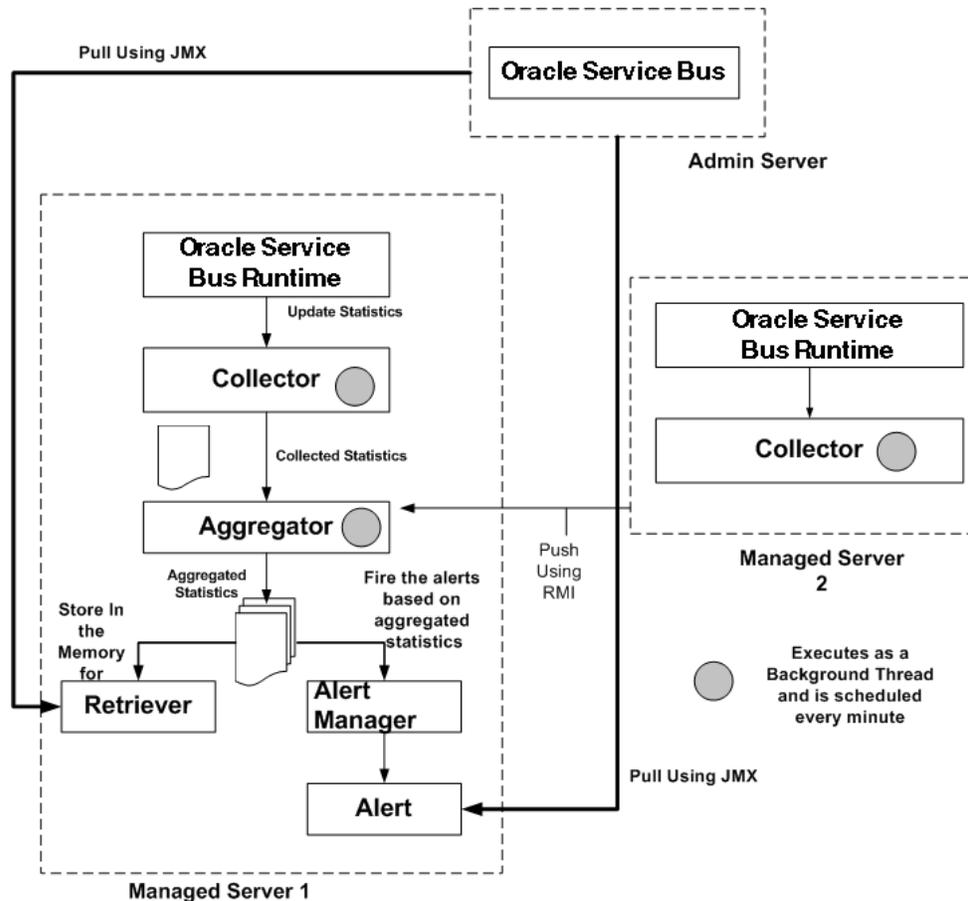 Pull Using JMX
Oracle Service Bus
Admin Server
Oracle Service
Bus Runtime
Update Statistics
Collector
Collected Statistics
Aggregator
Aggregated
Statistics
Fire the alerts
based on
aggregated
statistics
Store In
the
Memory
for
Retriever
Alert
Manager
Alert
Managed Server 1
Oracle Service
Bus Runtime
Collector
Managed Server
2
Push
Using
RMI
Executes as a
Background Thread
and is scheduled
every minute
Pull Using JMX